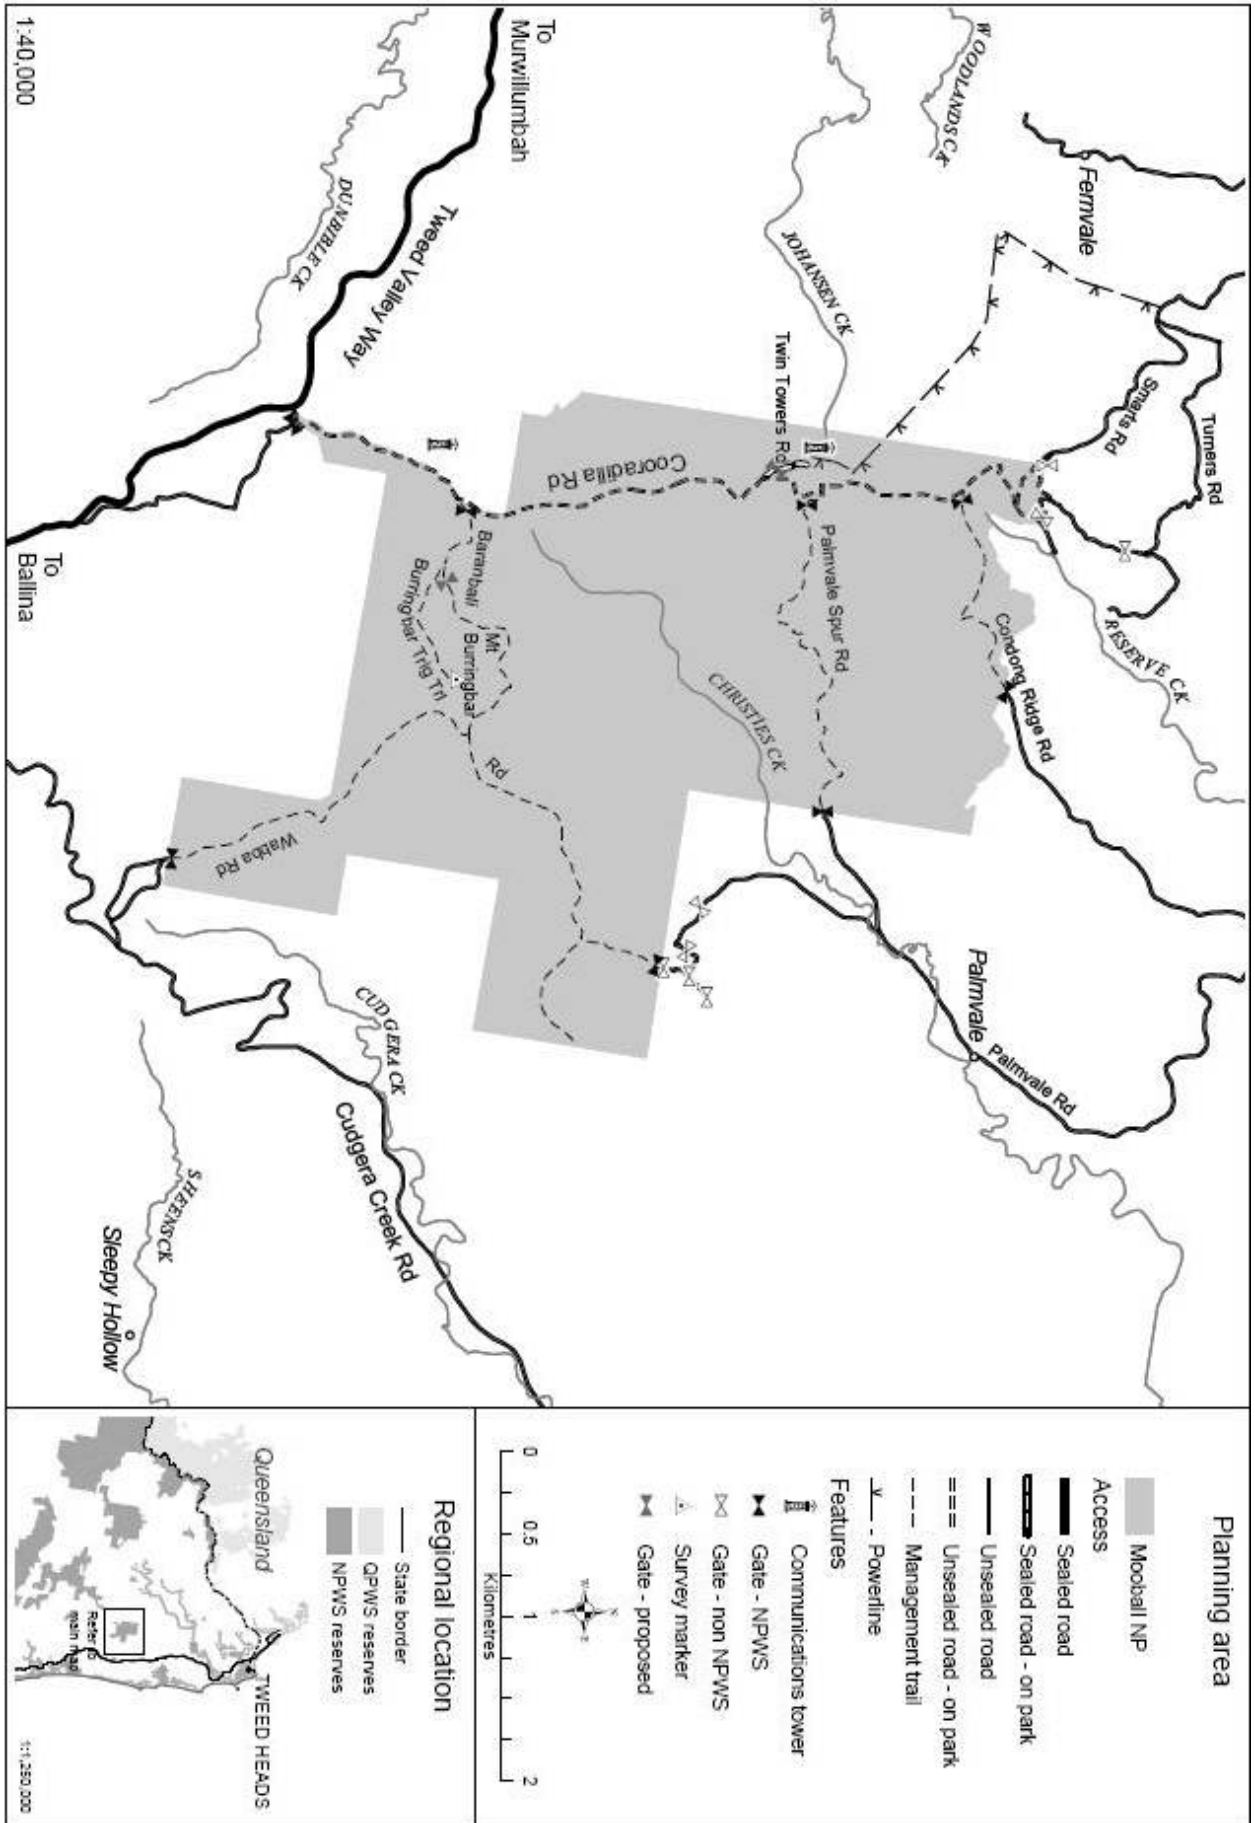 WOODLANDS CK
Fernvale
Turners Rd
Smarts Rd
RESERVE CK
Condong Ridge Rd
Palmvale
Palmvale Rd
JOHANSEN CK
Twin Towers Rd
Palmvale Spur Rd
CHRISTIES CK
To
Murwillumbah
Tweed Valley Way
DUNBIBLE CK
Cooradilla Rd
Baranbali
Mt
Burringbar
Rd
Burringbar Trig Trl
Wabba Rd
CUDGERA CK
Cudgera Creek Rd
SHEENS CK
Sleepy Hollow
To
Ballina
1:40,000
Planning area
Mooball NP
Access
Sealed road
Sealed road - on park
Unsealed road
Unsealed road - on park
Management trail
Powerline
Features
Communications tower
Gate - NPWS
Gate - non NPWS
Survey marker
Gate - proposed
N
W
E
S
0 0.5 1 2
Kilometres
Regional location
State border
QPWS reserves
NPWS reserves
Queensland
TWEED HEADS
Refer to
main map
1:1,250,000